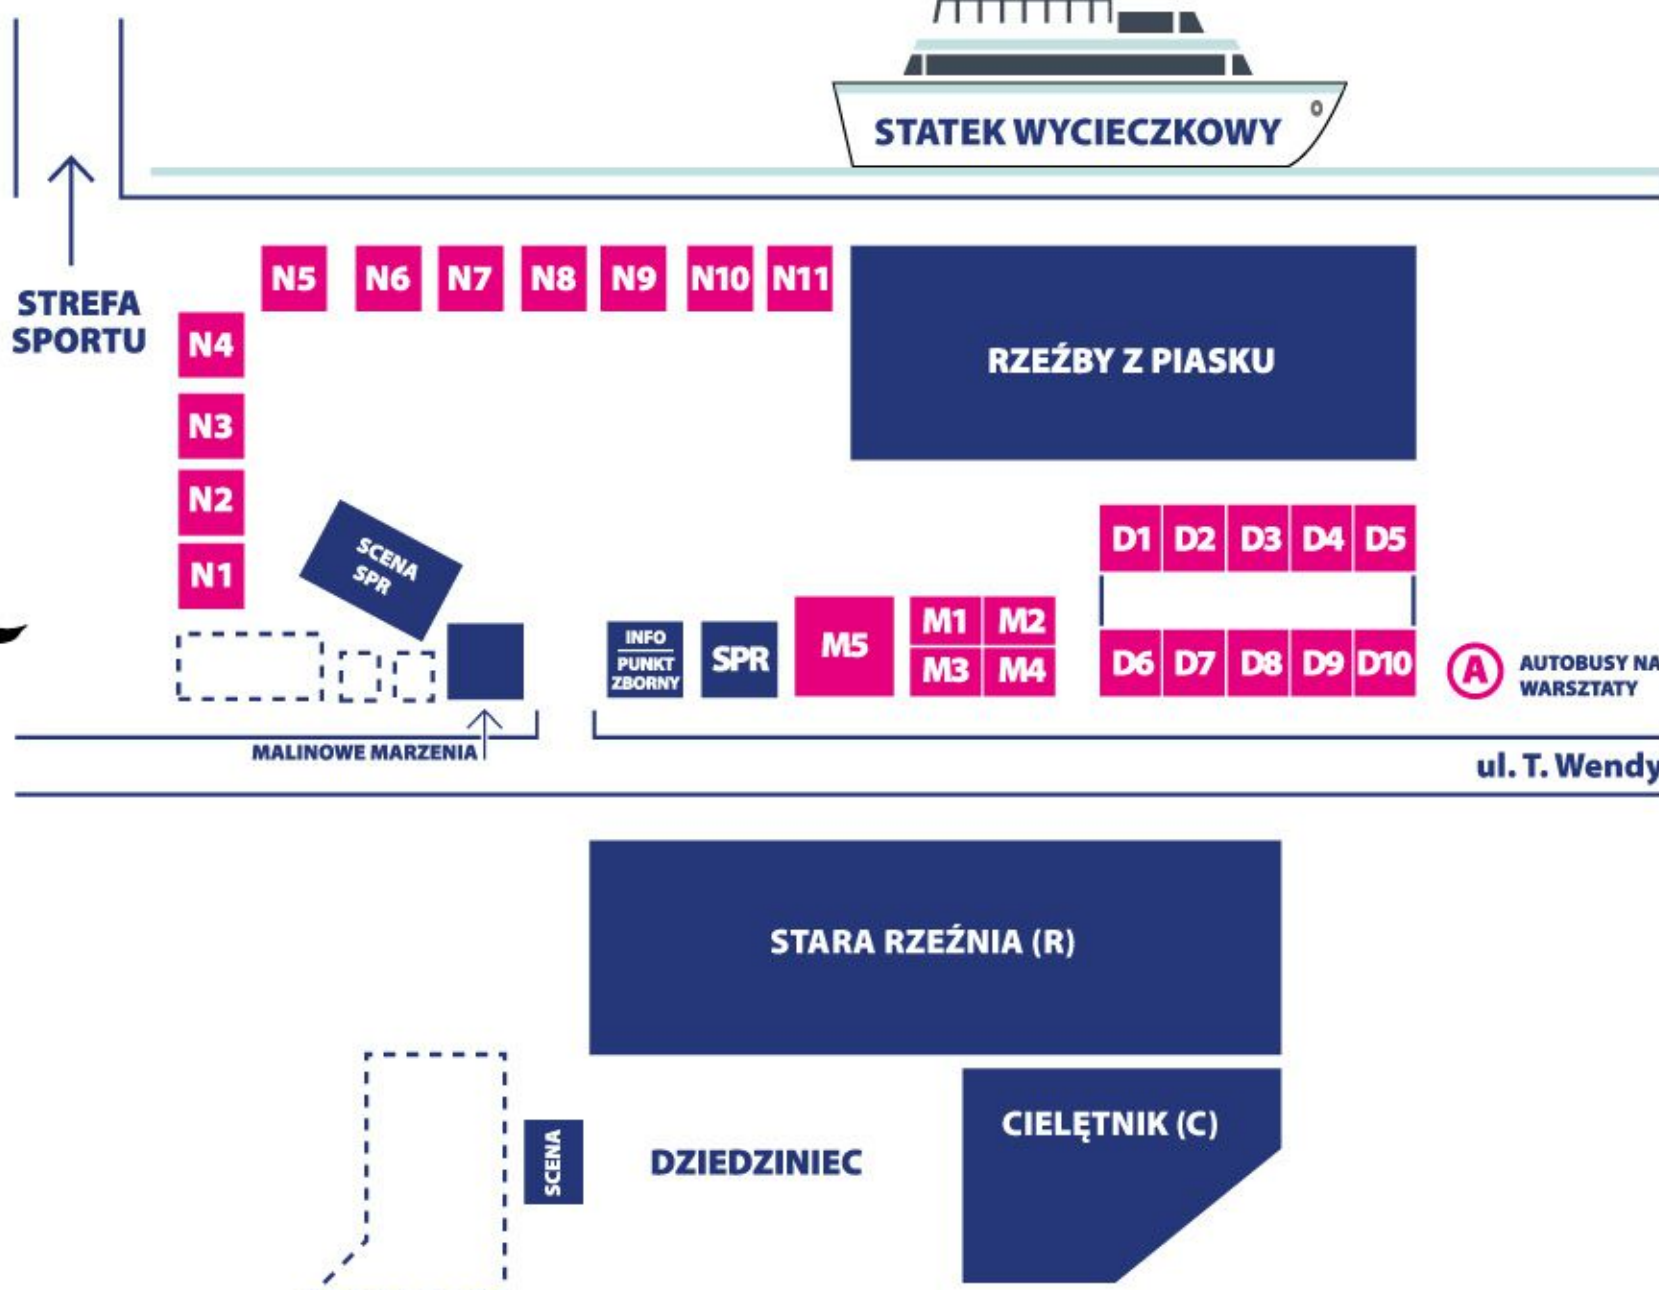 STATEK WYCIECZKOWY
STREFA
SPORTU
N5 N6 N7 N8 N9 N10 N11
N4
N3
N2
N1
RZEŹBY Z PIASKU
SCENA
SPR
D1 D2 D3 D4 D5
INFO
PUNKT
ZBORNY
SPR
M5
M1 M2
M3 M4
D6 D7 D8 D9 D10
A
AUTOBUSY NA
WARSZTATY
MALINOWE MARZENIA
ul. T. Wendy
STARA RZEŹNIA (R)
CIELĘTNIK (C)
SCENA
DZIEDZINIEC